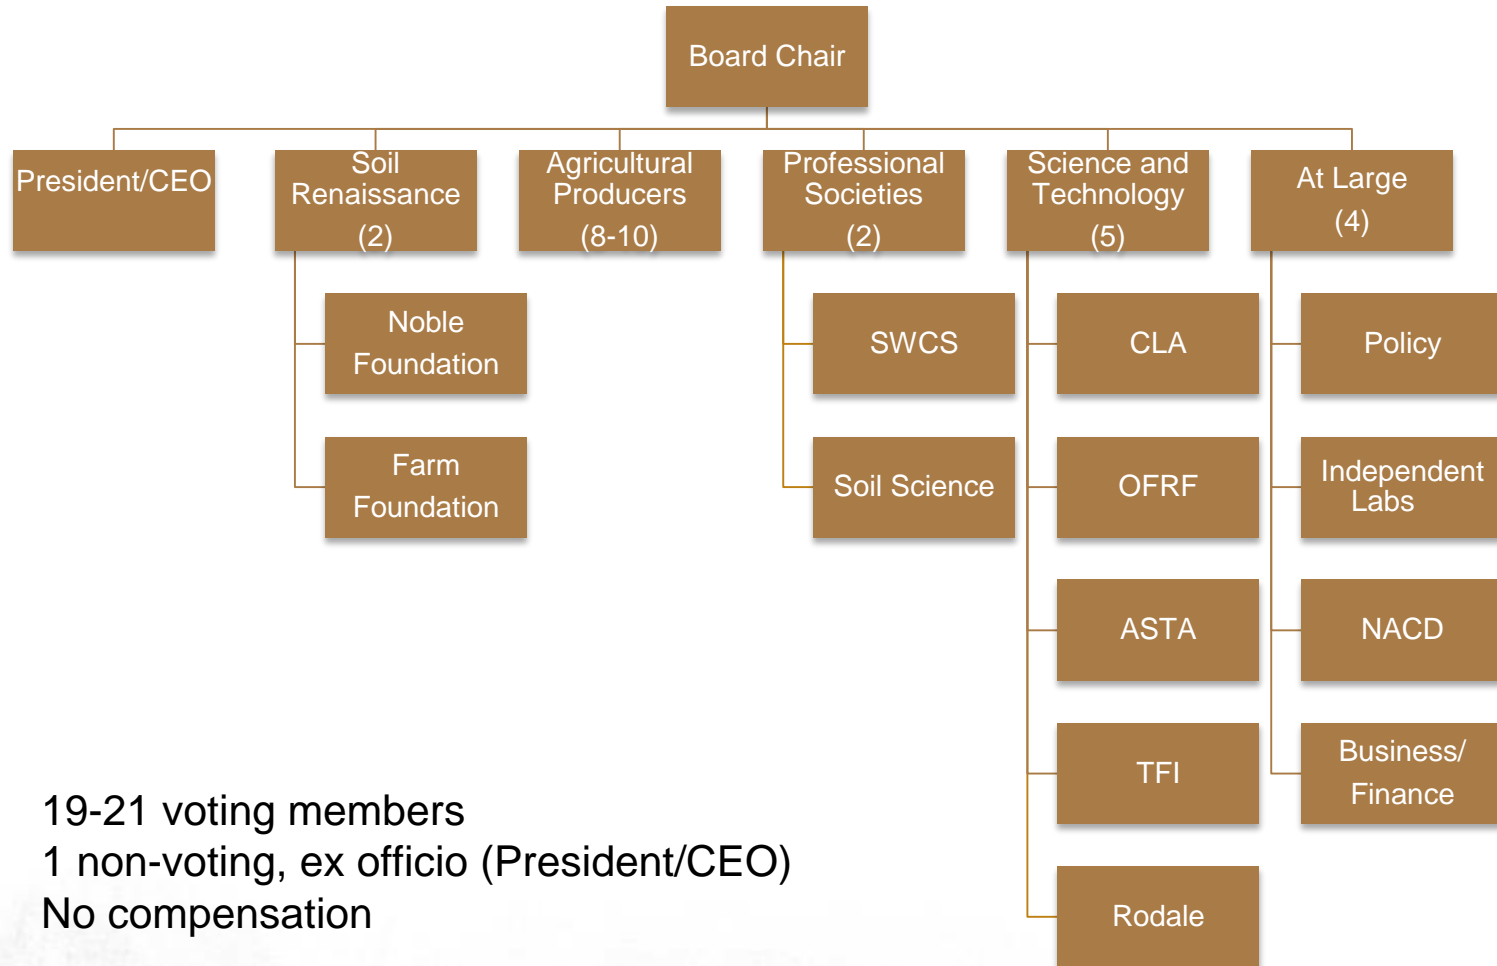 Board Chair
President/CEO
Soil
Renaissance
(2)
Agricultural
Producers
(8-10)
Professional
Societies
(2)
Science and
Technology
(5)
At Large
(4)
Noble
Foundation
Farm
Foundation
SWCS
Soil Science
CLA
OFRF
ASTA
TFI
Rodale
Policy
Independent
Labs
NACD
Business/
Finance
19-21 voting members
1 non-voting, ex officio (President/CEO)
No compensation